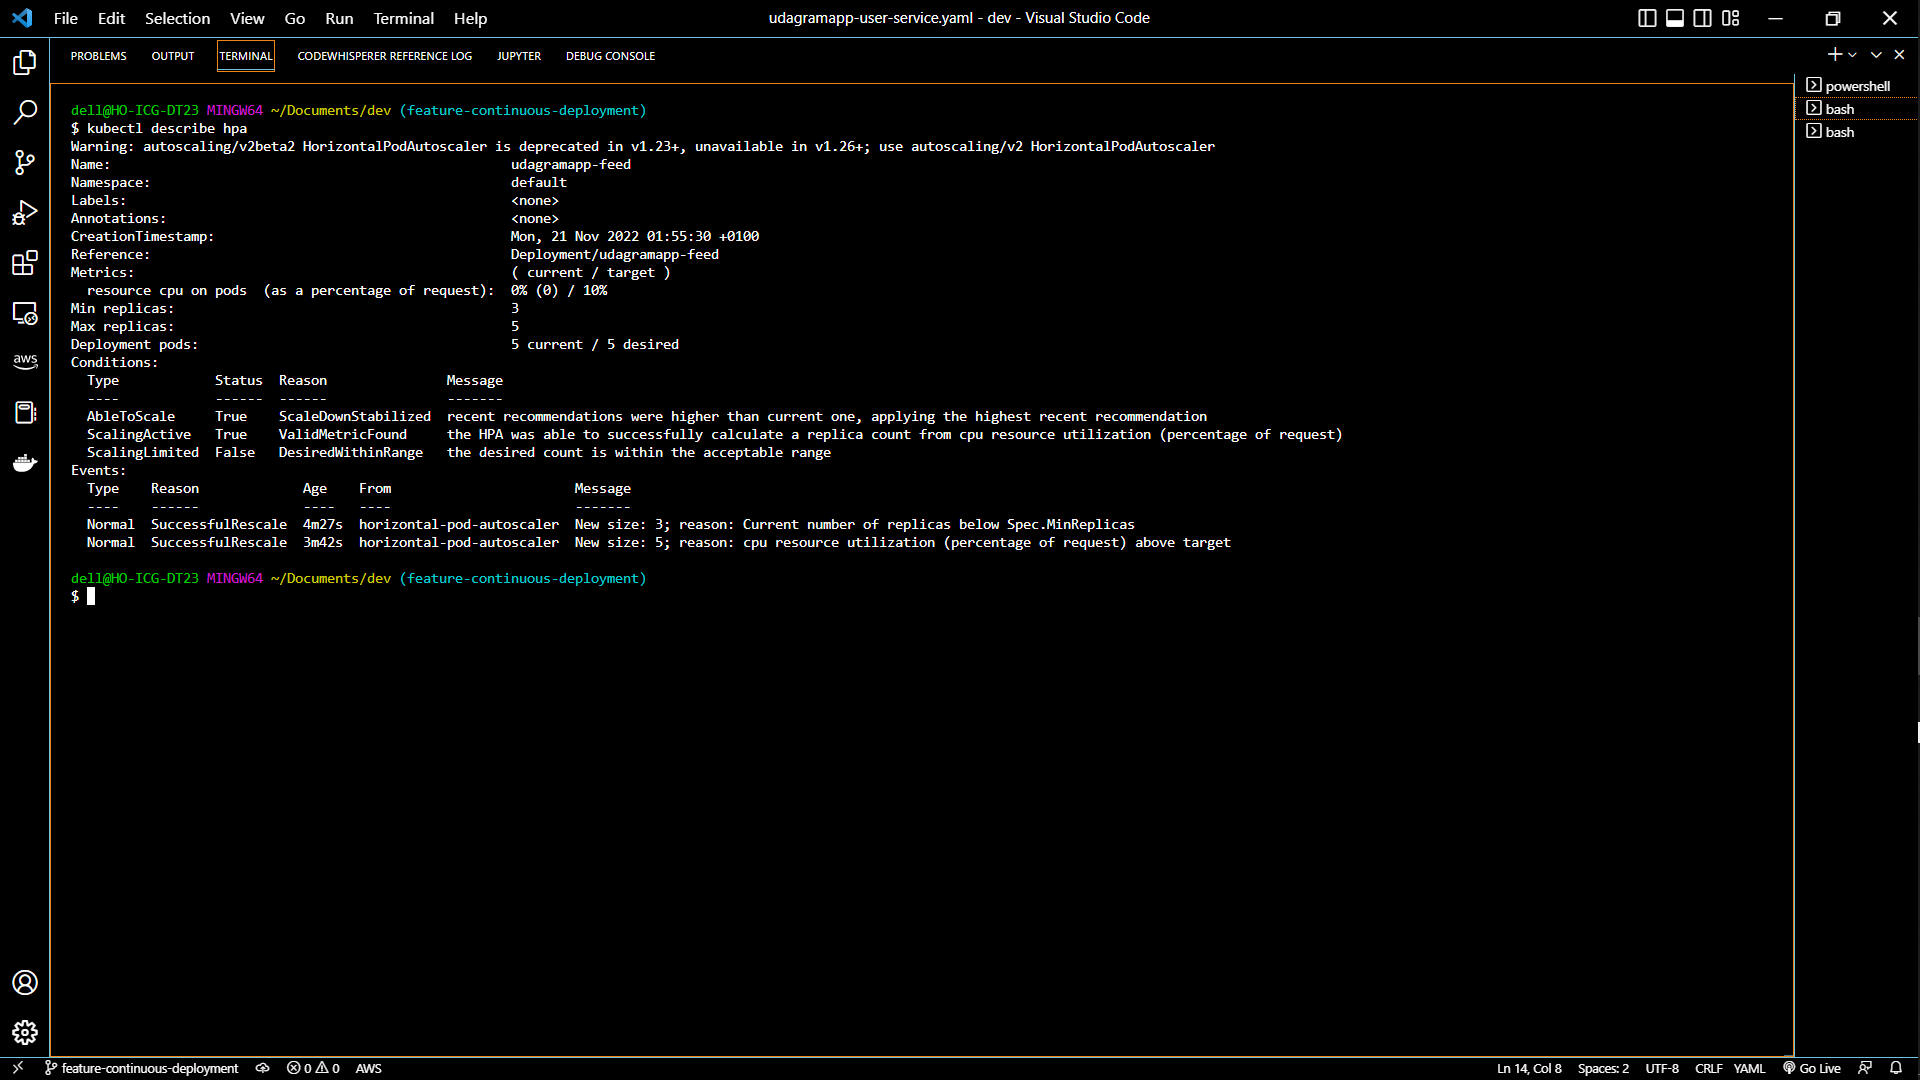 File Edit Selection View Go Run Terminal Help
udagramapp-user-service.yaml - dev - Visual Studio Code
PROBLEMS OUTPUT TERMINAL CODEWHISPERER REFERENCE LOG JUPYTER DEBUG CONSOLE
powershell
bash
bash
aws
dell@HO-ICG-DT23 MINGW64 ~/Documents/dev (feature-continuous-deployment)
$ kubectl describe hpa
Warning: autoscaling/v2beta2 HorizontalPodAutoscaler is deprecated in v1.23+, unavailable in v1.26+; use autoscaling/v2 HorizontalPodAutoscaler
Name: udagramapp-feed
Namespace: default
Labels: <none>
Annotations: <none>
CreationTimestamp: Mon, 21 Nov 2022 01:55:30 +0100
Reference: Deployment/udagramapp-feed
Metrics: ( current / target )
resource cpu on pods (as a percentage of request): 0% (0) / 10%
Min replicas: 3
Max replicas: 5
Deployment pods: 5 current / 5 desired
Conditions:
Type Status Reason Message
---- ------ ------ -------
AbleToScale True ScaleDownStabilized recent recommendations were higher than current one, applying the highest recent recommendation
ScalingActive True ValidMetricFound the HPA was able to successfully calculate a replica count from cpu resource utilization (percentage of request)
ScalingLimited False DesiredWithinRange the desired count is within the acceptable range
Events:
Type Reason Age From Message
---- ------ ---- ---- -------
Normal SuccessfulRescale 4m27s horizontal-pod-autoscaler New size: 3; reason: Current number of replicas below Spec.MinReplicas
Normal SuccessfulRescale 3m42s horizontal-pod-autoscaler New size: 5; reason: cpu resource utilization (percentage of request) above target
dell@HO-ICG-DT23 MINGW64 ~/Documents/dev (feature-continuous-deployment)
$
feature-continuous-deployment 0 0 AWS
Ln 14, Col 8 Spaces: 2 UTF-8 CRLF YAML Go Live